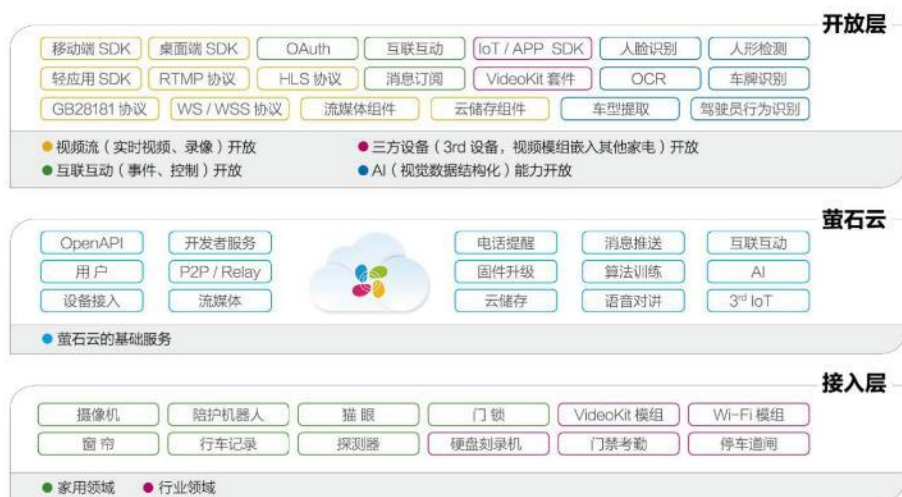 开放层
移动端 SDK 桌面端 SDK OAuth 互联互动 IoT / APP SDK 人脸识别 人形检测
轻应用 SDK RTMP 协议 HLS 协议 消息订阅 VideoKit 套件 OCR 车牌识别
GB28181 协议 WS / WSS 协议 流媒体组件 云储存组件 车型提取 驾驶员行为识别
视频流（实时视频、录像）开放 三方设备（3rd 设备，视频模组嵌入其他家电）开放
互联互动（事件、控制）开放 AI（视觉数据结构化）能力开放
萤石云
OpenAPI 开发者服务 电话提醒 消息推送 互联互动
用户 P2P / Relay 固件升级 算法训练 AI
设备接入 流媒体 云储存 语音对讲 3rd IoT
萤石云的基础服务
接入层
摄像机 陪护机器人 猫眼 门锁 VideoKit 模组 Wi-Fi 模组
窗帘 行车记录 探测器 硬盘刻录机 门禁考勤 停车道闸
家用领域 行业领域